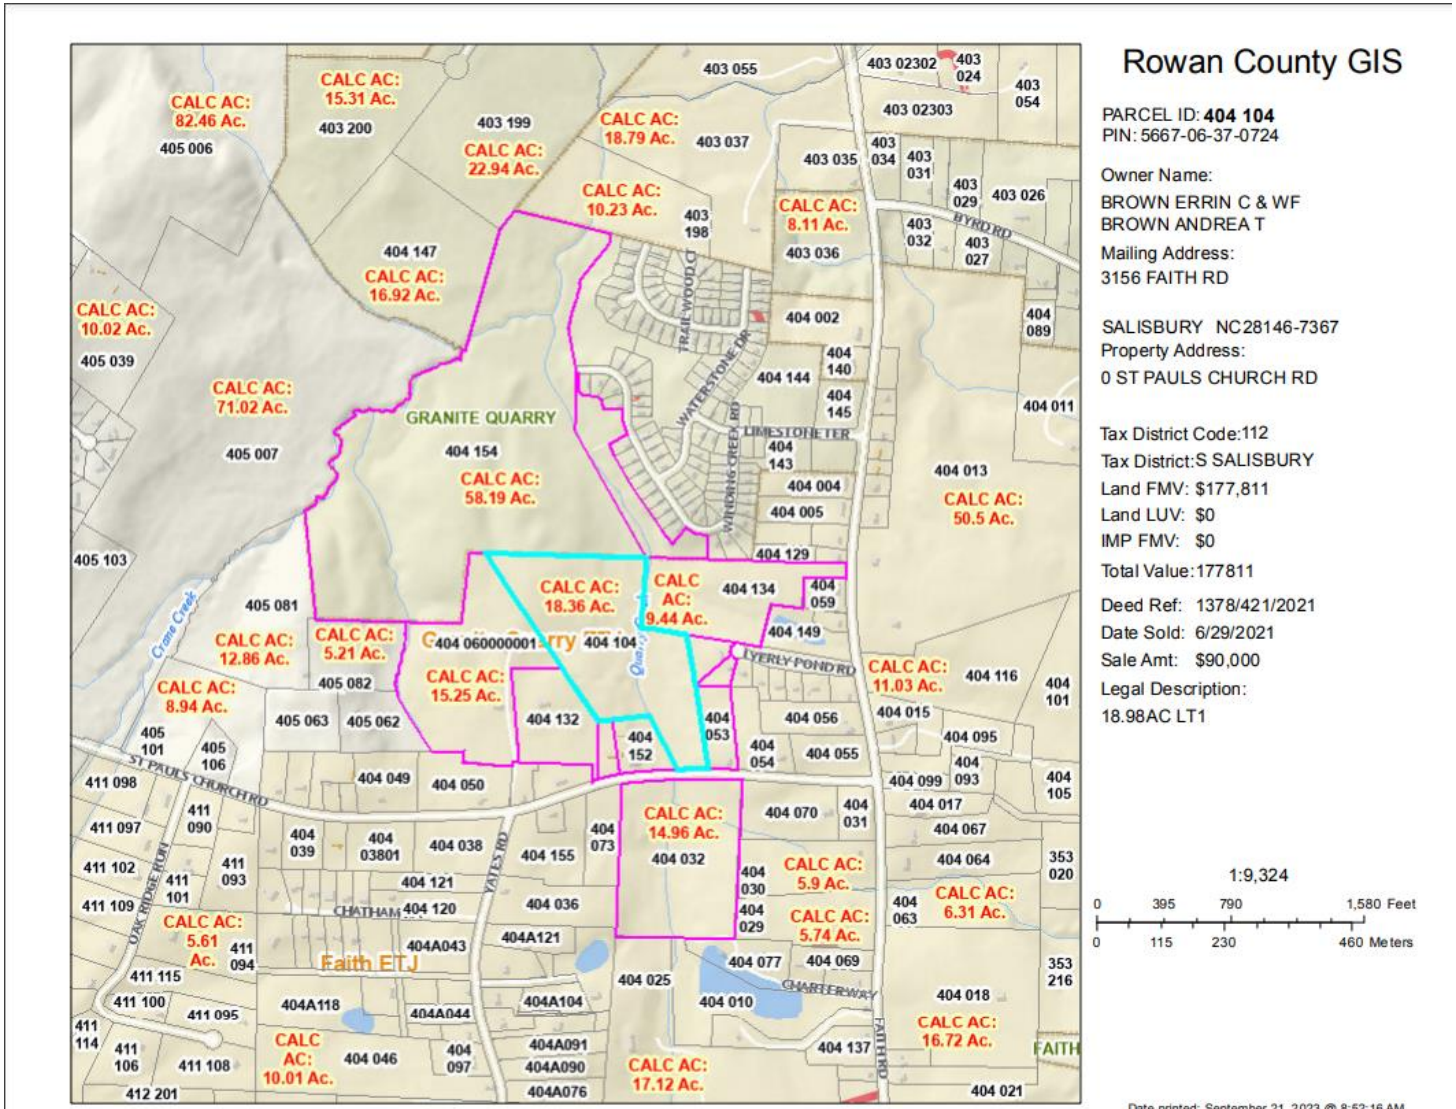 Rowan County GIS
PARCEL ID: 404 104
PIN: 5667-06-37-0724
Owner Name:
BROWN ERRIN C & WF
BROWN ANDREA T
Mailing Address:
3156 FAITH RD
SALISBURY NC28146-7367
Property Address:
0 ST PAULS CHURCH RD
Tax District Code:112
Tax District:S SALISBURY
Land FMV: $177,811
Land LUV: $0
IMP FMV: $0
Total Value:177811
Deed Ref: 1378/421/2021
Date Sold: 6/29/2021
Sale Amt: $90,000
Legal Description:
18.98AC LT1
1:9,324
0 395 790 1,580 Feet
0 115 230 460 Meters
Date printed: September 21, 2023 @ 8:52:16 AM
CALC AC:
82.46 Ac.
405 006
CALC AC:
15.31 Ac.
403 200
403 199
CALC AC:
22.94 Ac.
403 055
CALC AC:
18.79 Ac.
403 037
CALC AC:
10.23 Ac.
403
198
403 02302
403
024
403
054
403 02303
403 035
403
034
403
031
403
029
403 026
BYRD RD
403
032
403
027
CALC AC:
8.11 Ac.
403 036
404 147
CALC AC:
16.92 Ac.
CALC AC:
10.02 Ac.
405 039
CALC AC:
71.02 Ac.
405 007
GRANITE QUARRY
404 154
CALC AC:
58.19 Ac.
TRAILWOOD CT
WATERSTONE DR
WINDING CREEK RD
LIMESTONE TER
404 002
404
089
404
140
404 144
404
145
404 011
404
143
404 004
404 005
404 013
CALC AC:
50.5 Ac.
404 129
405 103
Crane Creek
405 081
CALC AC:
12.86 Ac.
CALC AC:
5.21 Ac.
405 082
CALC AC:
8.94 Ac.
405 063
405 062
404 060000001
CALC AC:
15.25 Ac.
CALC AC:
18.36 Ac.
404 104
CALC
AC:
9.44 Ac.
404 134
404
059
404 149
LYERLY POND RD
CALC AC:
11.03 Ac.
404 116
404
101
404 132
404
152
404
053
404
054
404 056
404 055
404 015
404 095
405
101
405
106
ST PAULS CHURCH RD
411 098
404 049
404 050
404 099
404
093
404
105
411 097
411
090
404
039
404
03801
404 038
404 155
404
073
CALC AC:
14.96 Ac.
404 032
404 070
404
031
404 017
404 067
404 064
353
020
411 102
411
093
411
101
411 109
OAK RIDGE RUN
CHATHAM
404 121
404 120
YATES RD
404 036
404
030
404
029
CALC AC:
5.9 Ac.
CALC AC:
5.74 Ac.
404
063
CALC AC:
6.31 Ac.
CALC AC:
5.61
Ac.
411
094
404A043
404A121
Faith ETJ
411 115
411 100
411 095
404A118
404A044
404A104
404 025
404 077
404 069
404 010
CHARTER WAY
353
216
404 018
CALC AC:
16.72 Ac.
FAITH
411
114
411
106
411 108
CALC
AC:
10.01 Ac.
404 046
404
097
404A091
404A090
404A076
CALC AC:
17.12 Ac.
404 137
FAITH RD
404 021
412 201